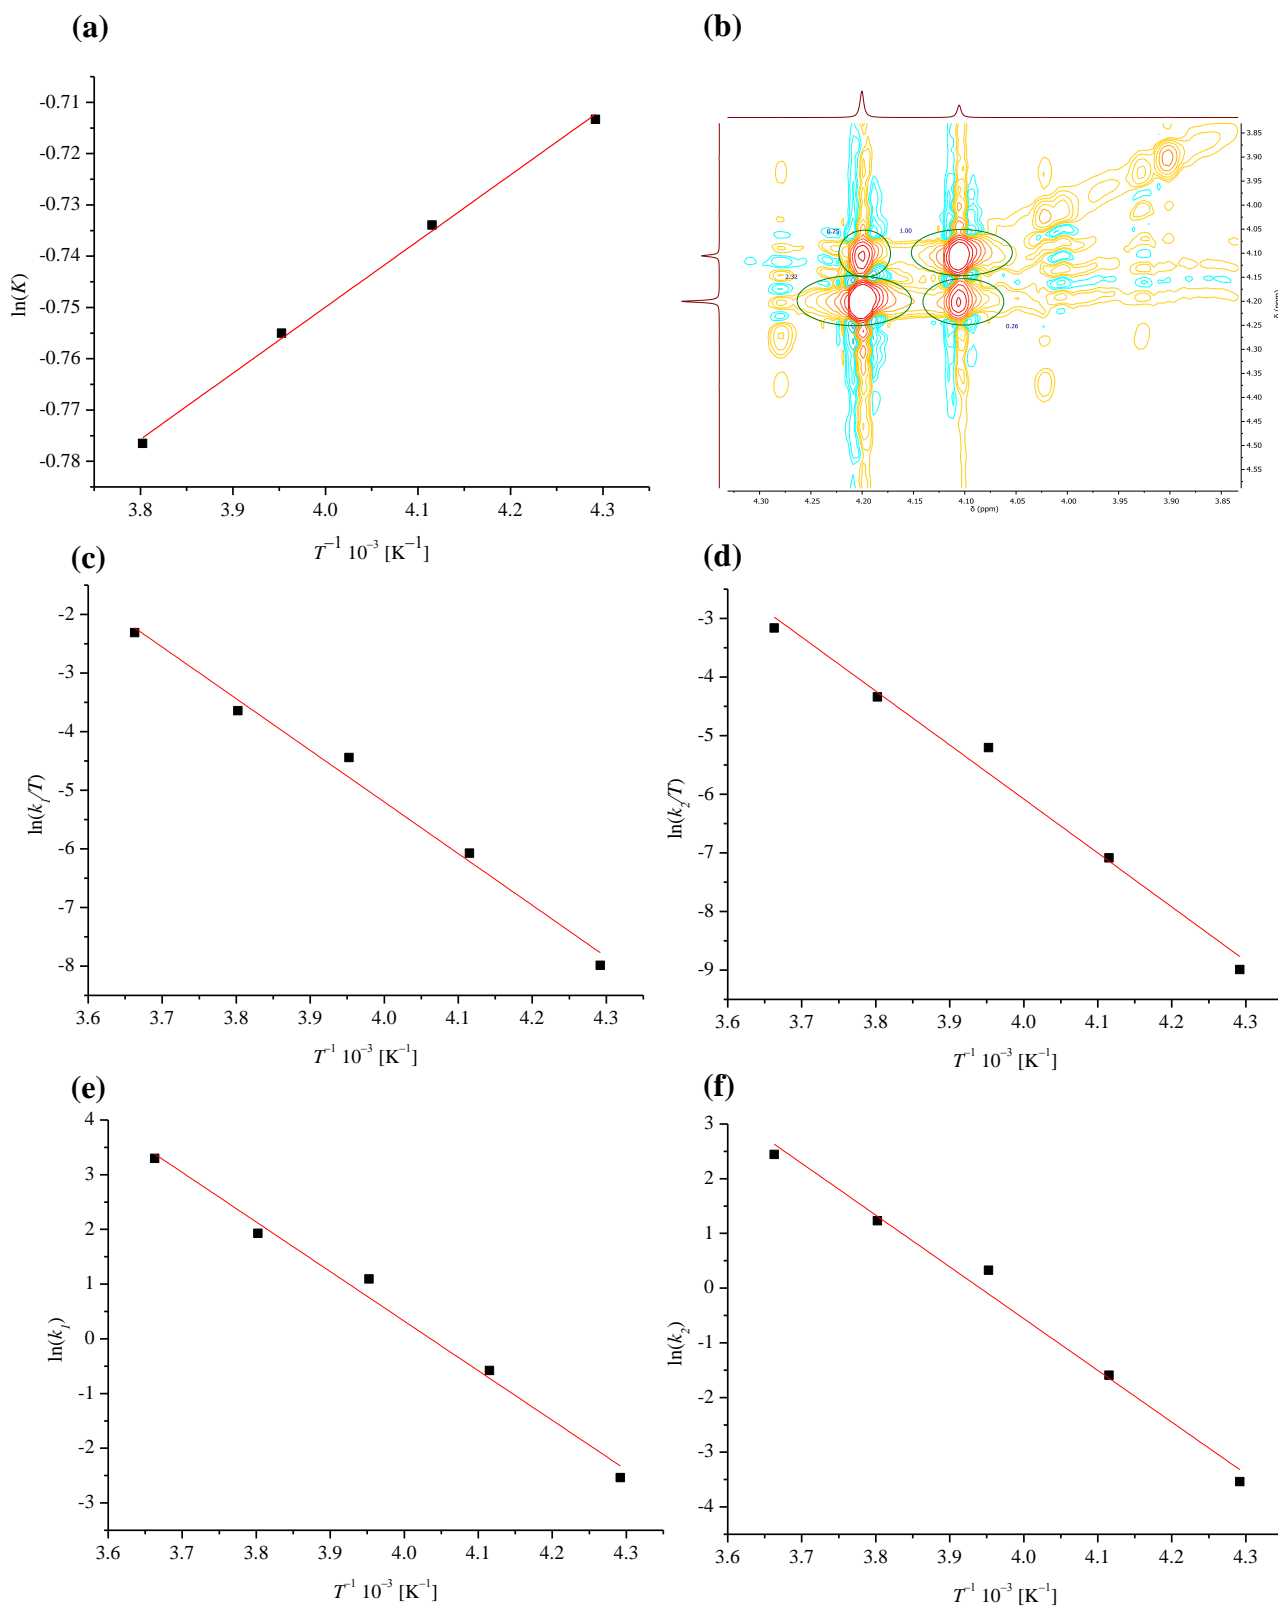 (a)
-0.71
-0.72
-0.73
-0.74
-0.75
-0.76
-0.77
-0.78
ln(K)
3.8 3.9 4.0 4.1 4.2 4.3
T⁻¹ 10⁻³ [K⁻¹]
(b)
0.75 1.00
2.32
0.26
3.85
3.90
3.95
4.00
4.05
4.10
4.15
4.20
4.25
4.30
4.35
4.40
4.45
4.50
4.55
δ (ppm)
4.30 4.25 4.20 4.15 4.10 4.05 4.00 3.95 3.90 3.85
δ (ppm)
(c)
-2
-3
-4
-5
-6
-7
-8
ln(k₁/T)
3.6 3.7 3.8 3.9 4.0 4.1 4.2 4.3
T⁻¹ 10⁻³ [K⁻¹]
(d)
-3
-4
-5
-6
-7
-8
-9
ln(k₂/T)
3.6 3.7 3.8 3.9 4.0 4.1 4.2 4.3
T⁻¹ 10⁻³ [K⁻¹]
(e)
4
3
2
1
0
-1
-2
-3
ln(k₁)
3.6 3.7 3.8 3.9 4.0 4.1 4.2 4.3
T⁻¹ 10⁻³ [K⁻¹]
(f)
3
2
1
0
-1
-2
-3
-4
ln(k₂)
3.6 3.7 3.8 3.9 4.0 4.1 4.2 4.3
T⁻¹ 10⁻³ [K⁻¹]